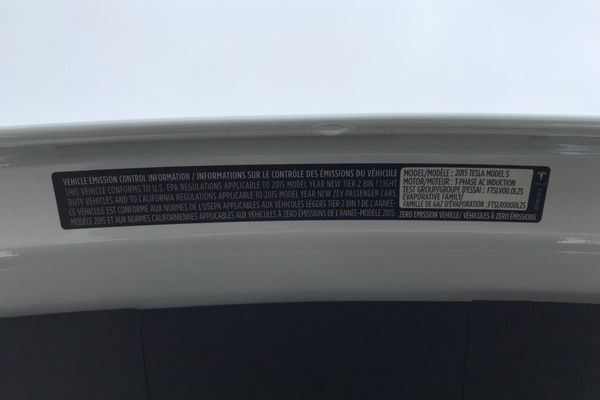 VEHICLE EMISSION CONTROL INFORMATION / INFORMATIONS SUR LE CONTRÔLE DES ÉMISSIONS DU VÉHICULE
THIS VEHICLE CONFORMS TO U.S. EPA REGULATIONS APPLICABLE TO 2015 MODEL YEAR NEW TIER 2 BIN 1 LIGHT
DUTY VEHICLES AND TO CALIFORNIA REGULATIONS APPLICABLE TO 2015 MODEL YEAR NEW ZEV PASSENGER CARS.
CE VÉHICULE EST CONFORME AUX NORMES DE L'USEPA APPLICABLES AUX VÉHICULES LÉGERS TIER 2 BIN 1 DE L'ANNÉE-
MODÈLE 2015 ET AUX NORMES CALIFORNIENNES APPLICABLES AUX VÉHICULES À ZÉRO ÉMISSIONS DE L'ANNÉE-MODÈLE 2015.
MODEL/MODÈLE: 2015 TESLA MODEL S
MOTOR/MOTEUR: 3 PHASE AC INDUCTION
TEST GROUP/GROUPE D'ESSAI: FTSLV00.0L2S
EVAPORATIVE FAMILY/
FAMILLE DE GAZ D'ÉVAPORATION: FTSLR0000L2S
ZERO EMISSION VEHICLE/ VÉHICULES À ZÉRO ÉMISSIONS